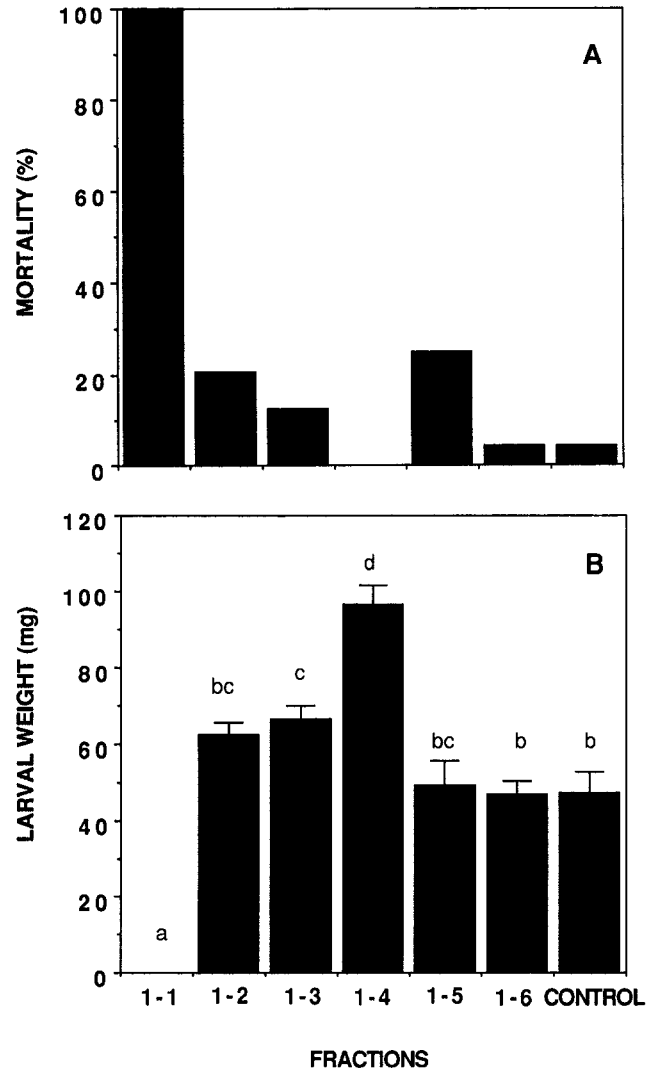 A
MORTALITY (%)
100
80
60
40
20
0
B
LARVAL WEIGHT (mg)
120
100
80
60
40
20
0
a
bc
c
d
bc
b
b
1-1 1-2 1-3 1-4 1-5 1-6 CONTROL
FRACTIONS